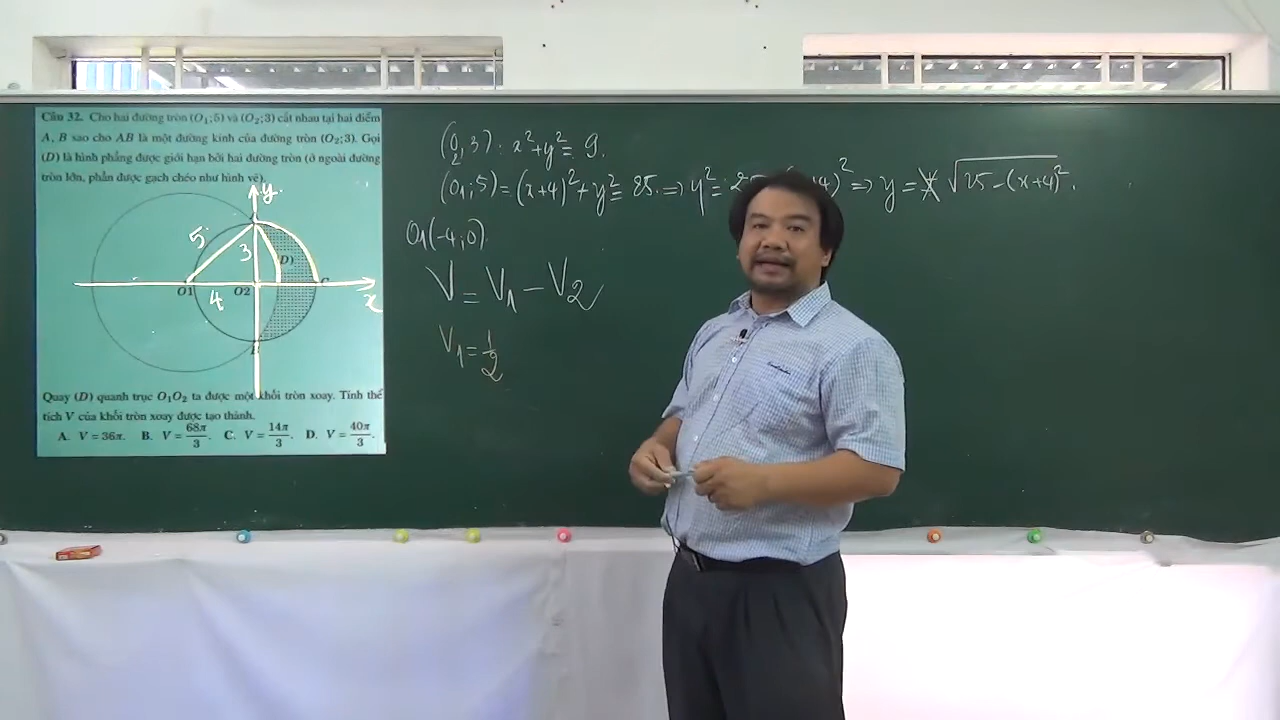 Câu 32. Cho hai đường tròn (O₁;5) và (O₂;3) cắt nhau tại hai điểm
A, B sao cho AB là một đường kính của đường tròn (O₂;3). Gọi
(D) là hình phẳng được giới hạn bởi hai đường tròn (ở ngoài đường
tròn lớn, phần được gạch chéo như hình vẽ).
y
5
3
D)
O1
O2
C
x
4
Quay (D) quanh trục O₁O₂ ta được một khối tròn xoay. Tính thể
tích V của khối tròn xoay được tạo thành.
A. V = 36π. B. V = 68π/3. C. V = 14π/3. D. V = 40π/3.
(O₂, 3) : x² + y² = 9.
(O₁, 5) = (x+4)² + y² = 25. ⇒ y² = 4)² ⇒ y = √25 − (x+4)².
O₁(−4; 0).
V = V₁ − V₂
V₁ = 1/2